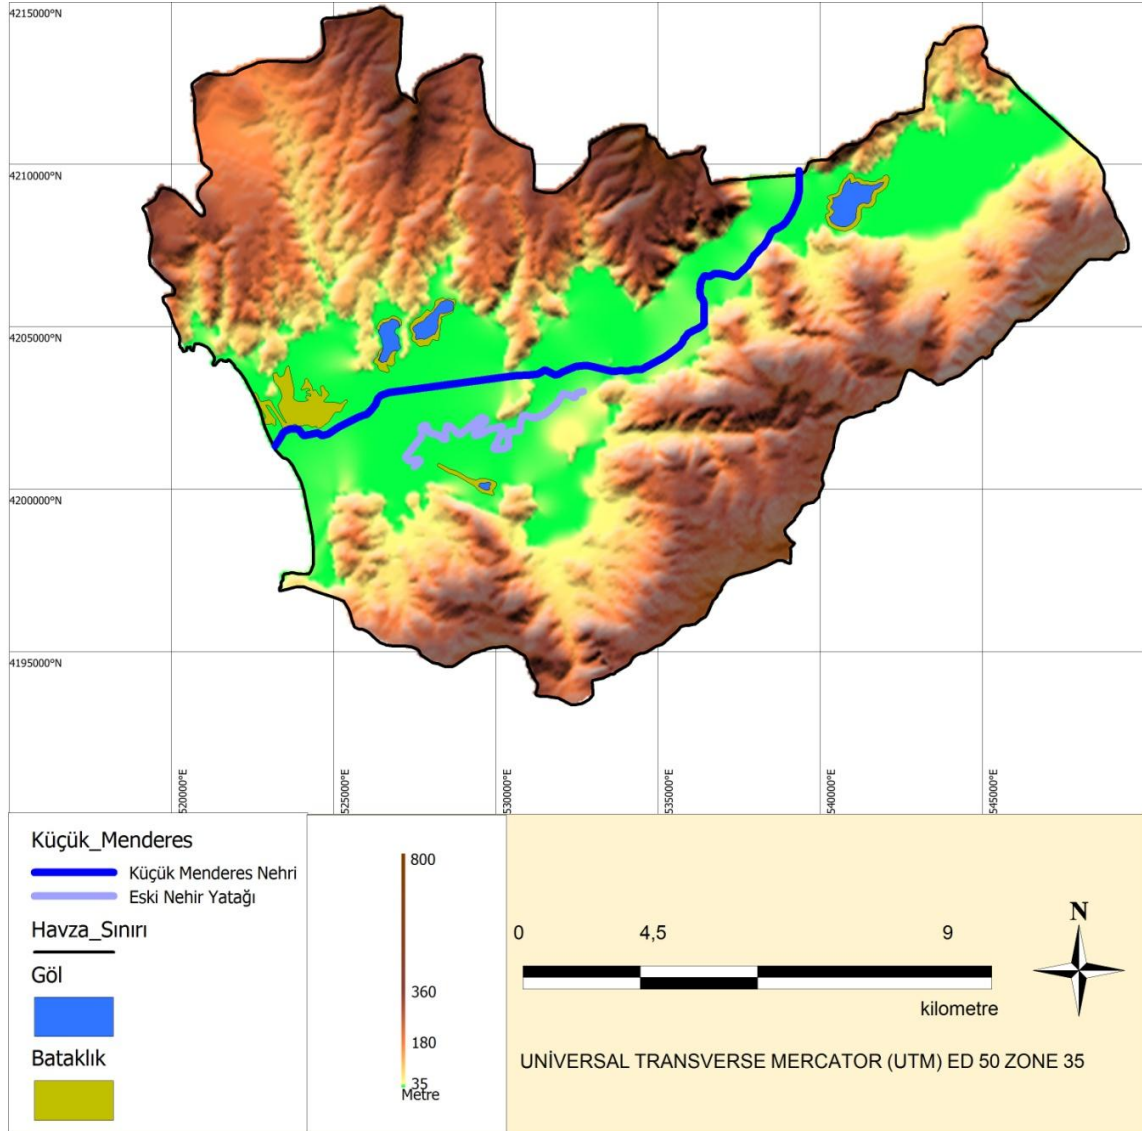 4215000°N
4210000°N
4205000°N
4200000°N
4195000°N
520000°E
525000°E
530000°E
535000°E
540000°E
545000°E
Küçük_Menderes
Küçük Menderes Nehri
Eski Nehir Yatağı
Havza_Sınırı
Göl
Bataklık
800
360
180
35
Metre
0 4,5 9
kilometre
N
UNİVERSAL TRANSVERSE MERCATOR (UTM) ED 50 ZONE 35